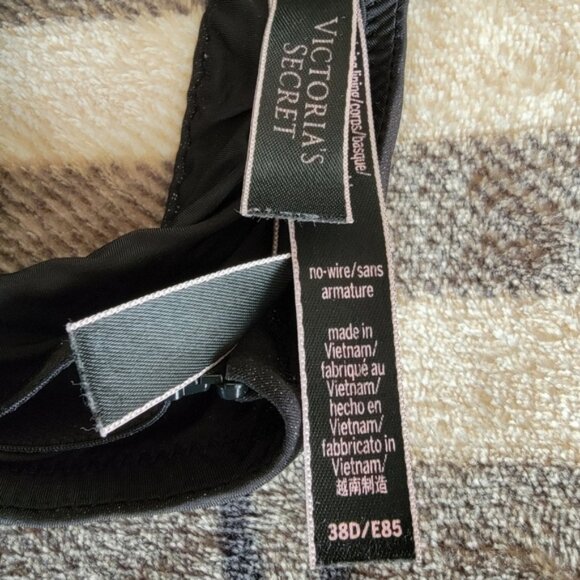 VICTORIA'S
SECRET
lining/corps/basque/
no-wire/sans
armature
made in
Vietnam/
fabriqué au
Vietnam/
hecho en
Vietnam/
fabbricato in
Vietnam/
越南制造
38D/E85